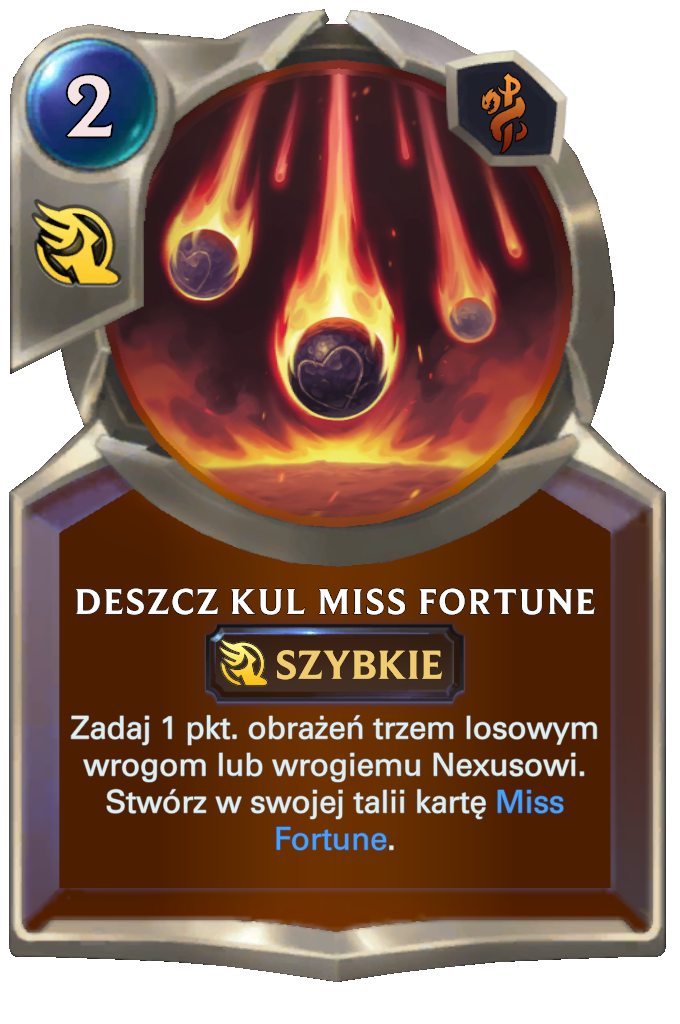 2
DESZCZ KUL MISS FORTUNE
SZYBKIE
Zadaj 1 pkt. obrażeń trzem losowym
wrogom lub wrogiemu Nexusowi.
Stwórz w swojej talii kartę Miss
Fortune.